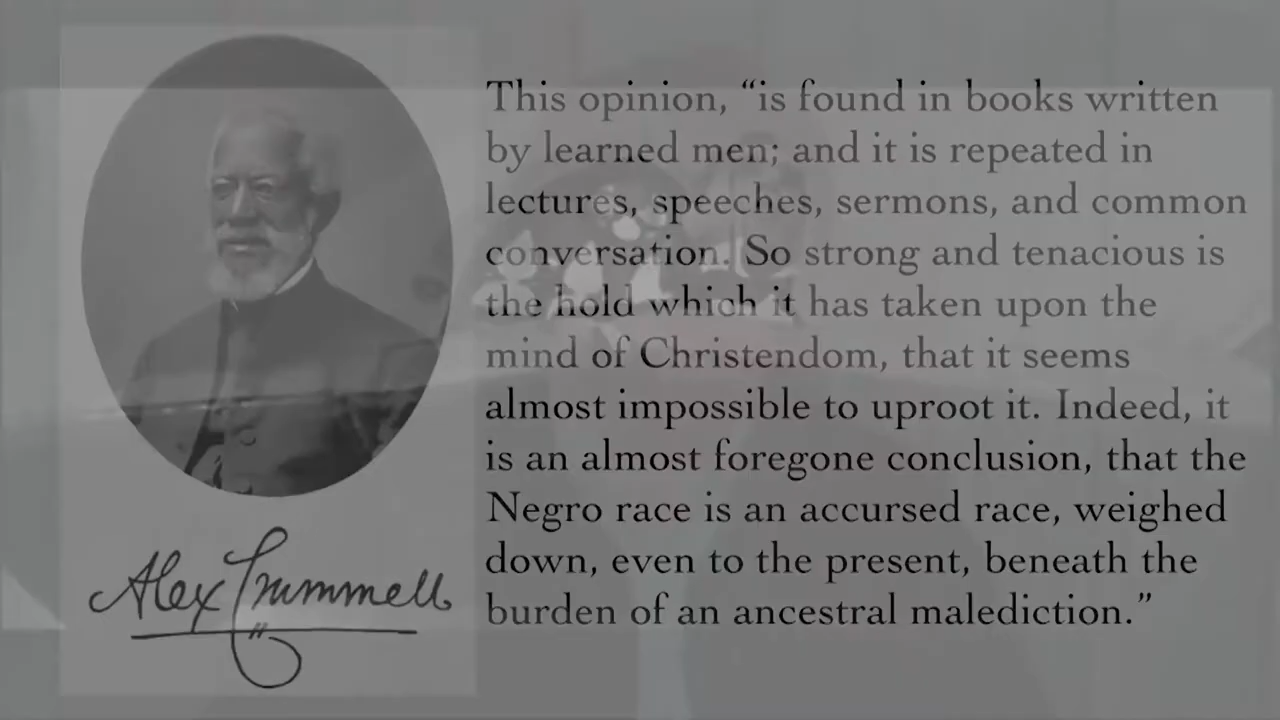 This opinion, “is found in books written
by learned men; and it is repeated in
lectures, speeches, sermons, and common
conversation. So strong and tenacious is
the hold which it has taken upon the
mind of Christendom, that it seems
almost impossible to uproot it. Indeed, it
is an almost foregone conclusion, that the
Negro race is an accursed race, weighed
down, even to the present, beneath the
burden of an ancestral malediction.”
Alex Crummell